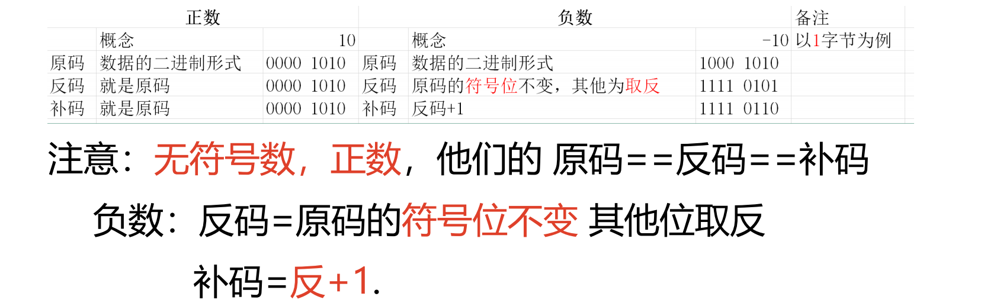 正数 负数 备注
概念 10 概念 -10 以1字节为例
原码 数据的二进制形式 0000 1010 原码 数据的二进制形式 1000 1010
反码 就是原码 0000 1010 反码 原码的符号位不变，其他为取反 1111 0101
补码 就是原码 0000 1010 补码 反码+1 1111 0110
注意：无符号数，正数，他们的 原码==反码==补码
负数：反码=原码的符号位不变 其他位取反
补码=反+1.